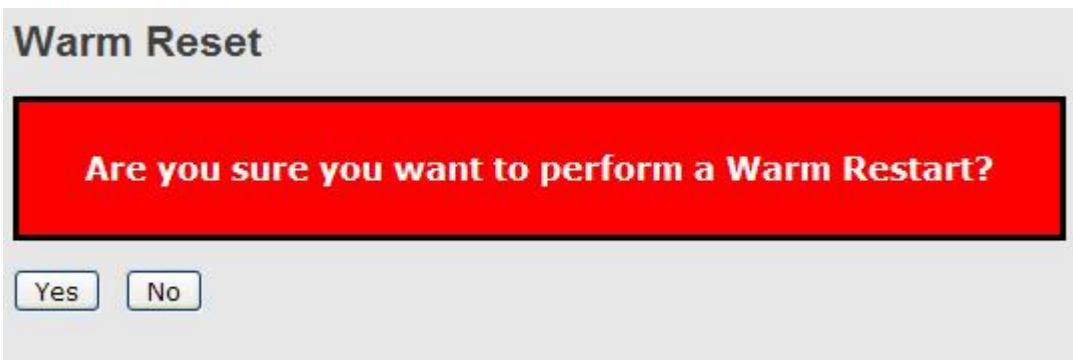 Warm Reset
Are you sure you want to perform a Warm Restart?
Yes No